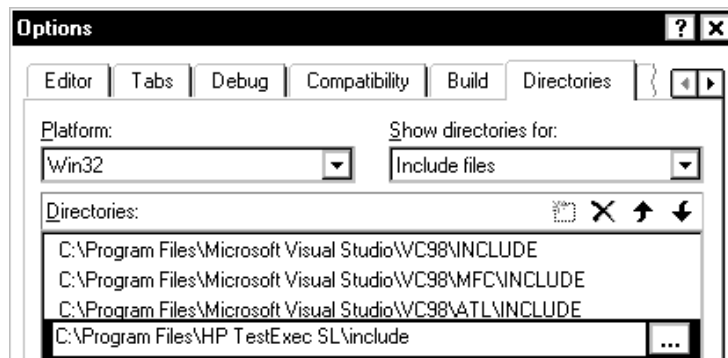 Options
Editor Tabs Debug Compatibility Build Directories
Platform: Show directories for:
Win32 Include files
Directories:
C:\Program Files\Microsoft Visual Studio\VC98\INCLUDE
C:\Program Files\Microsoft Visual Studio\VC98\MFC\INCLUDE
C:\Program Files\Microsoft Visual Studio\VC98\ATL\INCLUDE
C:\Program Files\HP TestExec SL\include ...